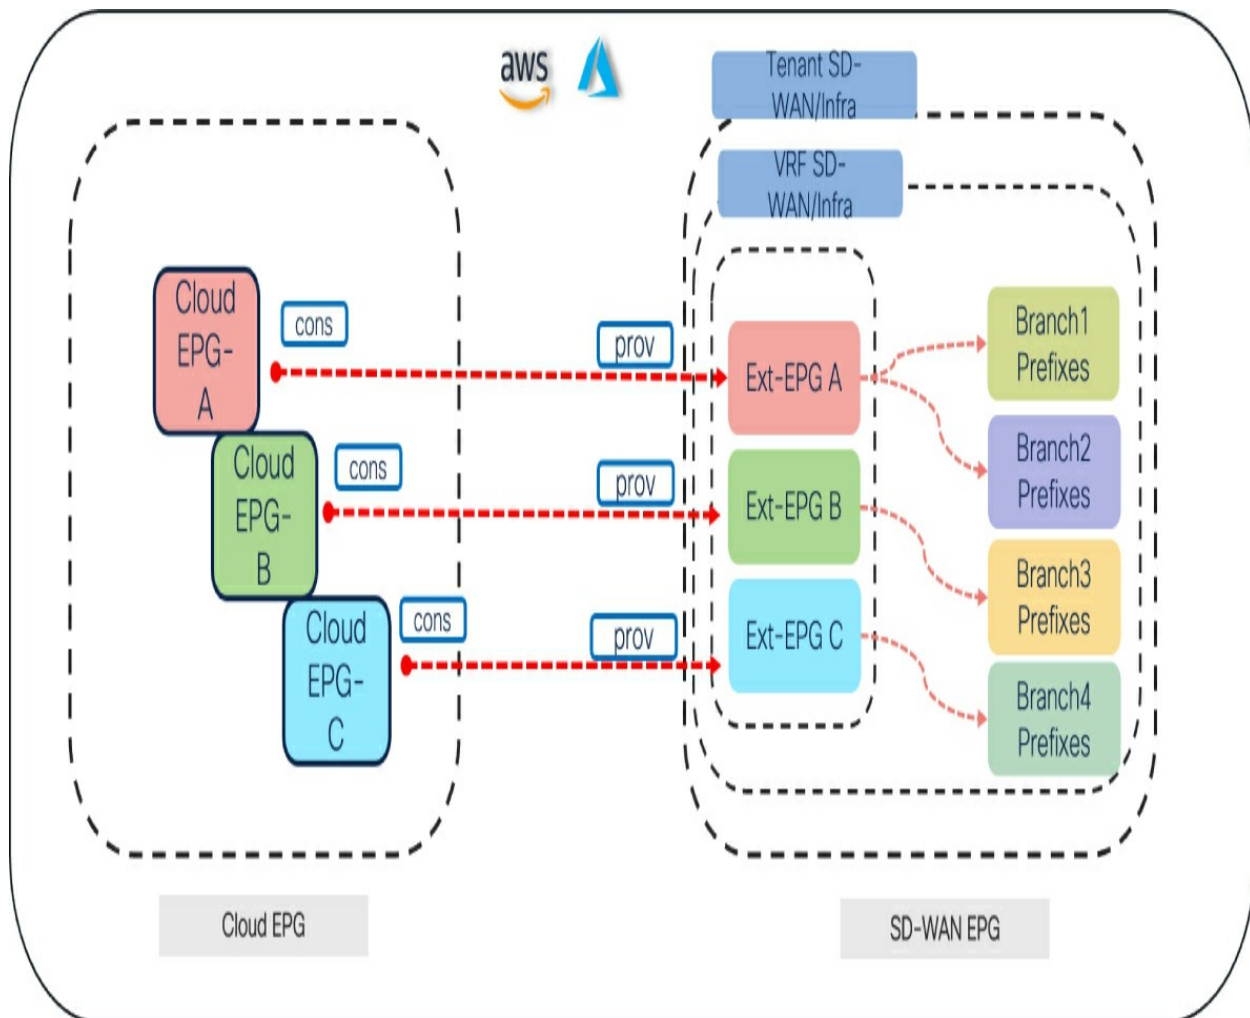 aws
Tenant SD-
WAN/Infra
VRF SD-
WAN/Infra
Cloud
EPG-
A
cons
prov
Ext-EPG A
Branch1
Prefixes
Branch2
Prefixes
Cloud
EPG-
B
cons
prov
Ext-EPG B
Branch3
Prefixes
Cloud
EPG-
C
cons
prov
Ext-EPG C
Branch4
Prefixes
Cloud EPG
SD-WAN EPG